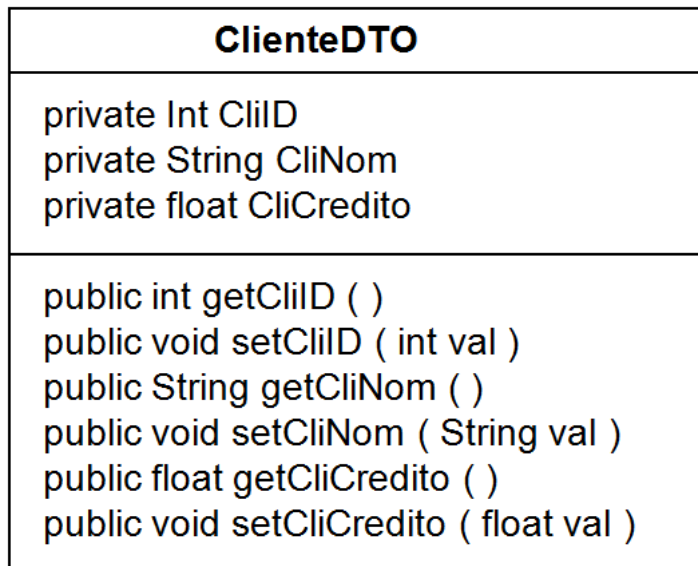 ClienteDTO
private Int CliID
private String CliNom
private float CliCredito
public int getCliID ( )
public void setCliID ( int val )
public String getCliNom ( )
public void setCliNom ( String val )
public float getCliCredito ( )
public void setCliCredito ( float val )